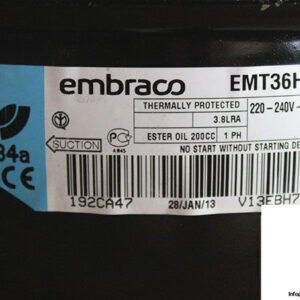 embraco EMT36H
THERMALLY PROTECTED
3.8LRA
220-240V~
ESTER OIL 200CC 1 PH
34a
CE
SUCTION
NO START WITHOUT STARTING DE
192CA47 28/JAN/13 V13EBH7